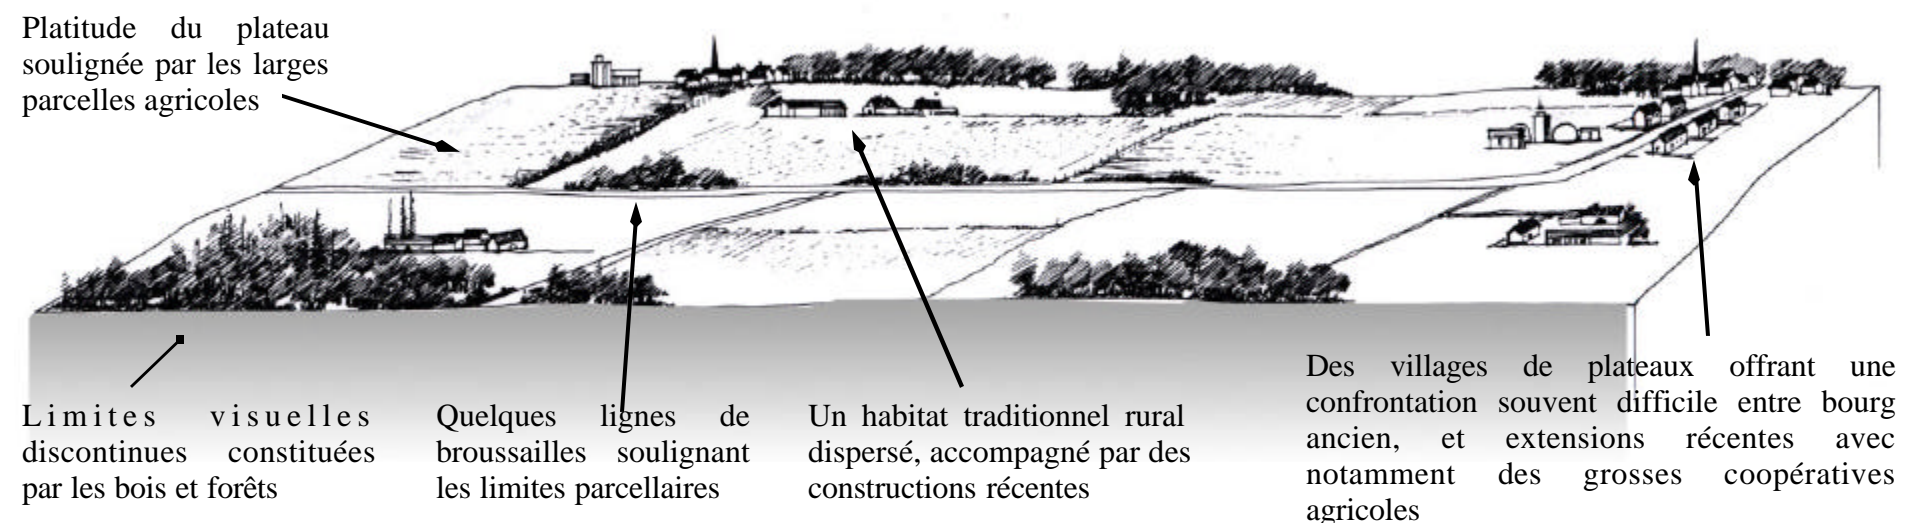 Platitude du plateau
soulignée par les larges
parcelles agricoles
Limites visuelles
discontinues constituées
par les bois et forêts
Quelques lignes de
broussailles soulignant
les limites parcellaires
Un habitat traditionnel rural
dispersé, accompagné par des
constructions récentes
Des villages de plateaux offrant une
confrontation souvent difficile entre bourg
ancien, et extensions récentes avec
notamment des grosses coopératives
agricoles